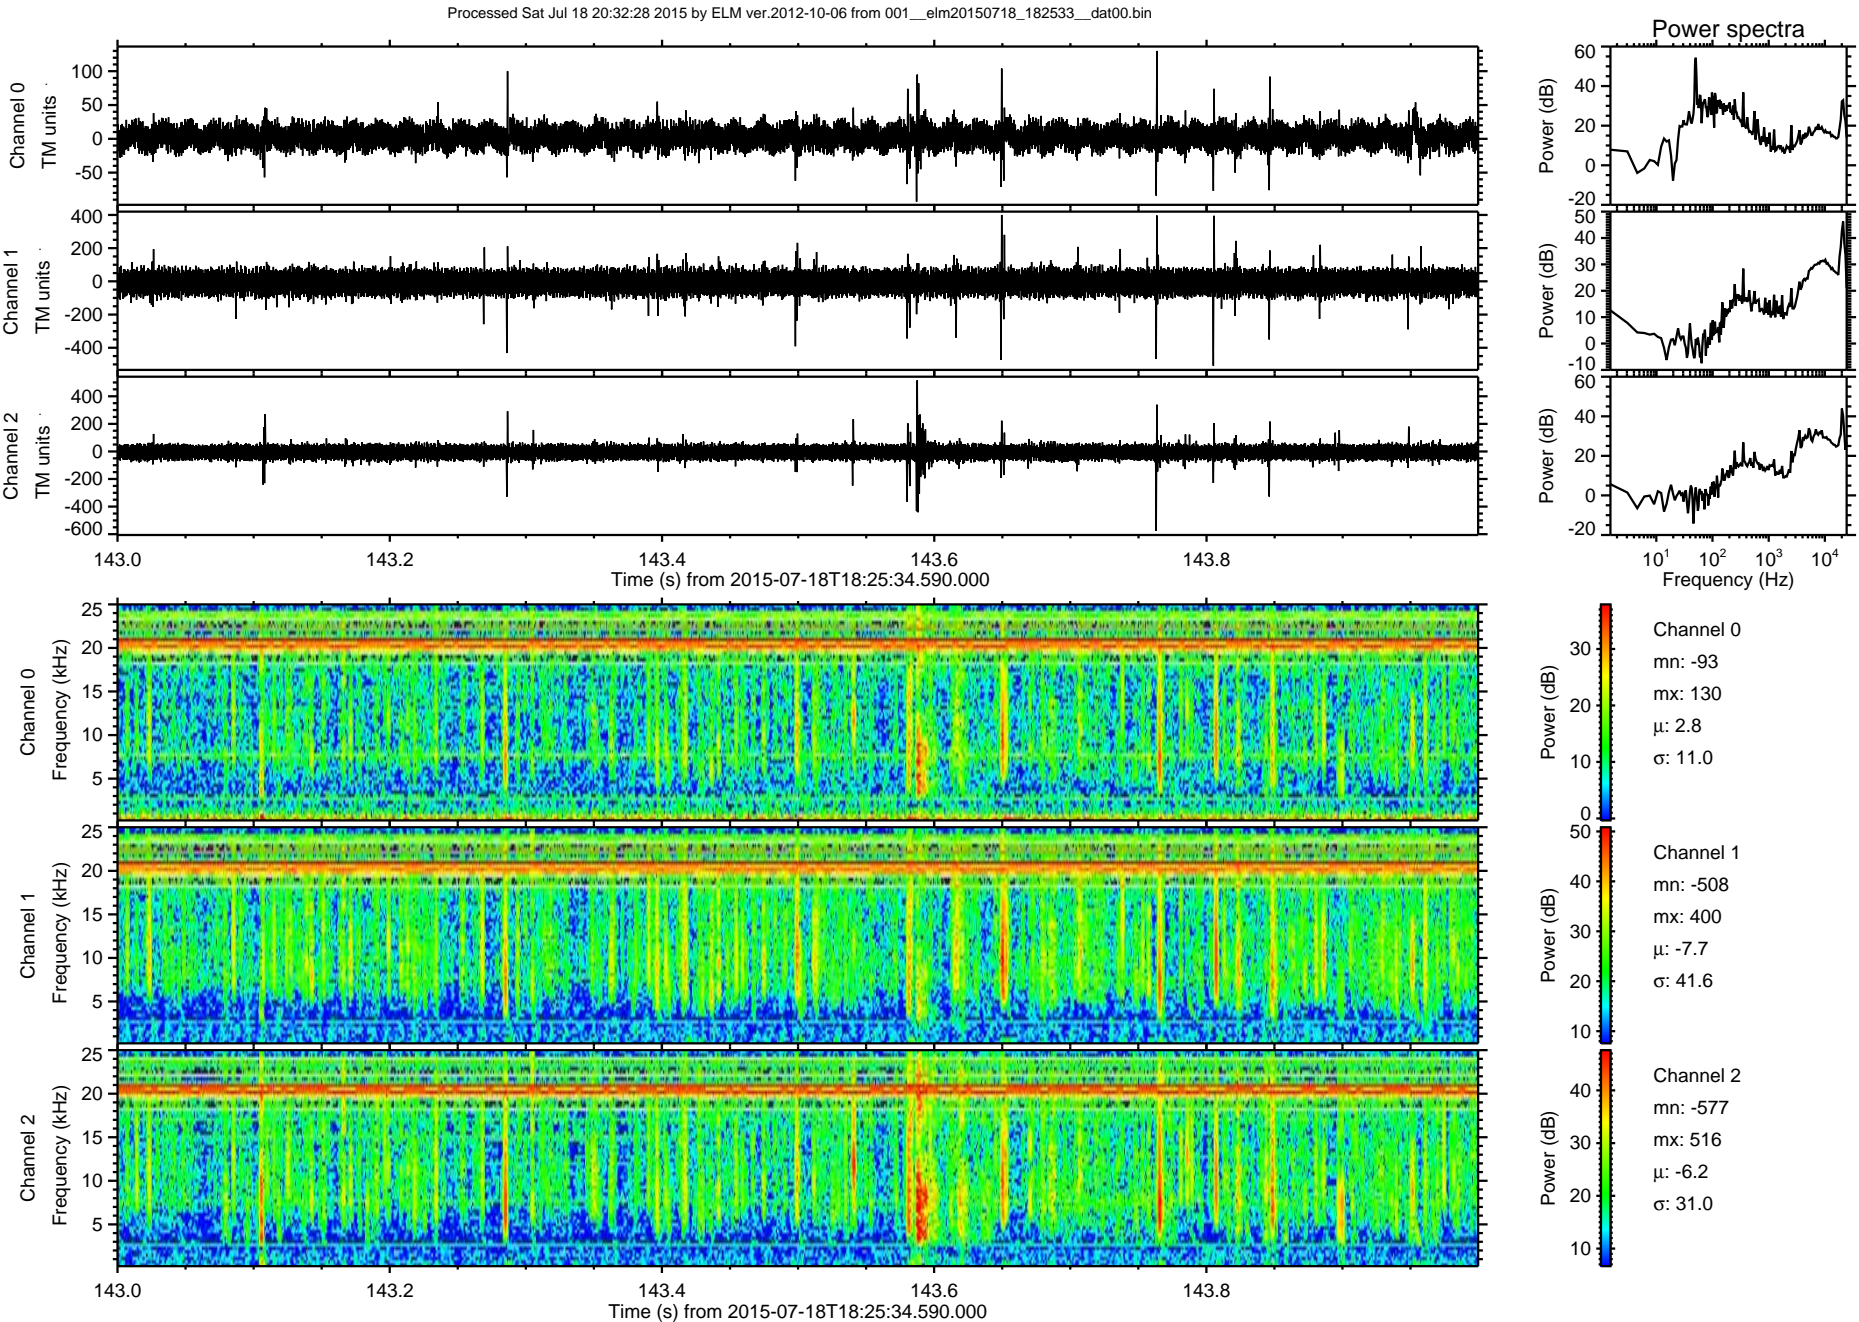 Processed Sat Jul 18 20:32:28 2015 by ELM ver.2012-10-06 from 001__elm20150718_182533__dat00.bin
Power spectra
Channel 0
TM units
100
50
0
-50
Power (dB)
60
40
20
0
-20
Channel 1
TM units
400
200
0
-200
-400
Power (dB)
50
40
30
20
10
0
-10
Channel 2
TM units
400
200
0
-200
-400
-600
Power (dB)
60
40
20
0
-20
143.0 143.2 143.4 143.6 143.8
Time (s) from 2015-07-18T18:25:34.590.000
10^1 10^2 10^3 10^4
Frequency (Hz)
Channel 0
Frequency (kHz)
25
20
15
10
5
Power (dB)
30
20
10
0
Channel 0
mn: -93
mx: 130
μ: 2.8
σ: 11.0
Channel 1
Frequency (kHz)
25
20
15
10
5
Power (dB)
50
40
30
20
10
Channel 1
mn: -508
mx: 400
μ: -7.7
σ: 41.6
Channel 2
Frequency (kHz)
25
20
15
10
5
Power (dB)
40
30
20
10
Channel 2
mn: -577
mx: 516
μ: -6.2
σ: 31.0
143.0 143.2 143.4 143.6 143.8
Time (s) from 2015-07-18T18:25:34.590.000